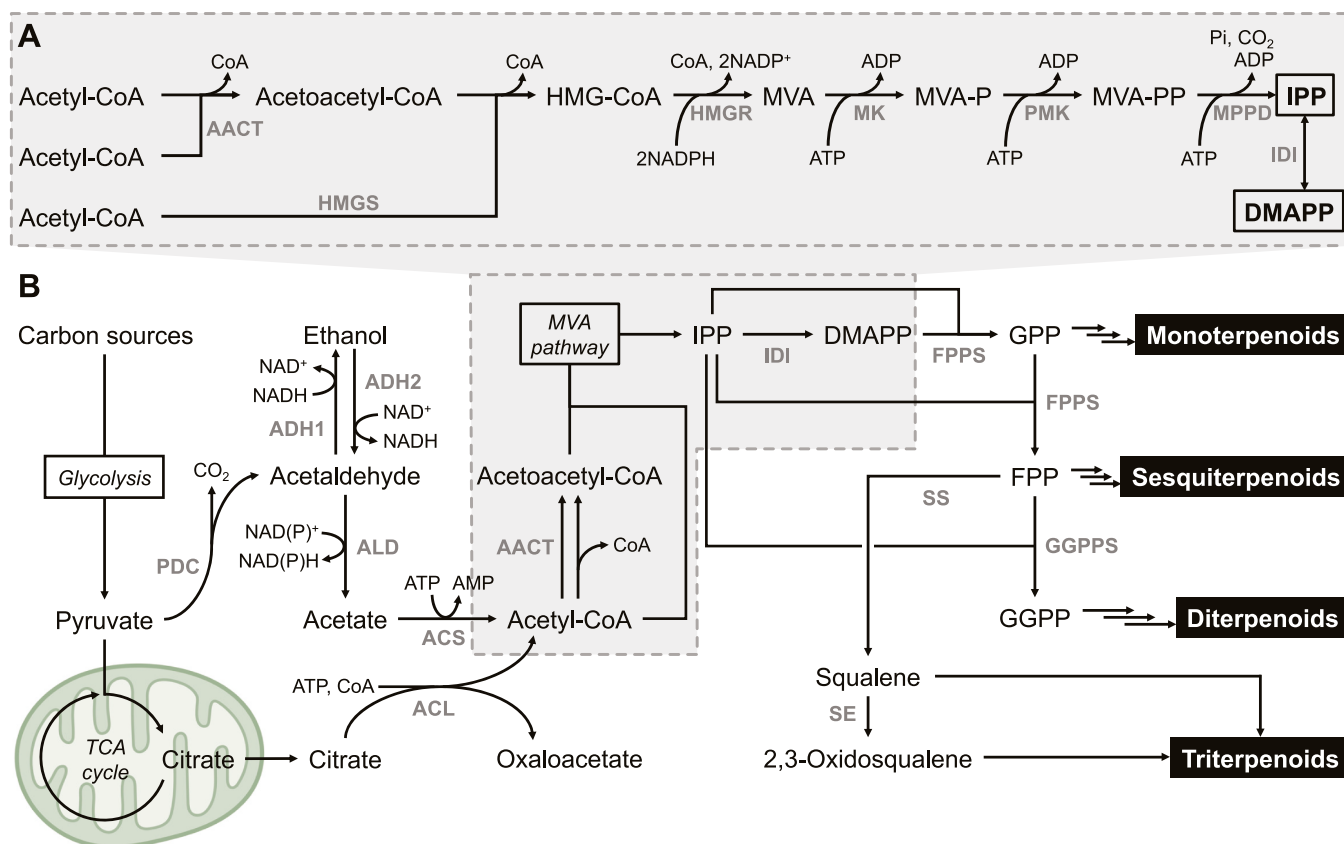 A
CoA
CoA
CoA, 2NADP⁺
ADP
ADP
Pi, CO₂
ADP
Acetyl-CoA
Acetoacetyl-CoA
HMG-CoA
MVA
MVA-P
MVA-PP
IPP
AACT
HMGR
MK
PMK
MPPD
Acetyl-CoA
2NADPH
ATP
ATP
ATP
IDI
HMGS
Acetyl-CoA
DMAPP
B
Carbon sources
Ethanol
MVA
pathway
IPP
DMAPP
GPP
Monoterpenoids
IDI
FPPS
NAD⁺
NADH
ADH2
ADH1
NAD⁺
NADH
FPPS
Glycolysis
CO₂
Acetaldehyde
Acetoacetyl-CoA
FPP
Sesquiterpenoids
SS
NAD(P)⁺
NAD(P)H
ALD
PDC
AACT
CoA
GGPPS
ATP
AMP
Pyruvate
Acetate
ACS
Acetyl-CoA
GGPP
Diterpenoids
ATP, CoA
ACL
Squalene
SE
TCA
cycle
Citrate
Citrate
Oxaloacetate
2,3-Oxidosqualene
Triterpenoids